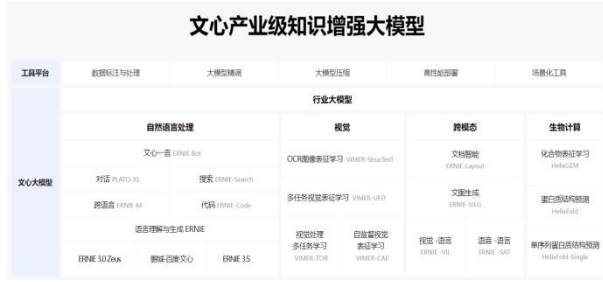 文心产业级知识增强大模型
工具平台 数据标注与处理 大模型精调 大模型压缩 高性能部署 场景化工具
文心大模型
行业大模型
自然语言处理
文心一言 ERNIE Bot
对话 PLATO-XL 搜索 ERNIE-Search
跨语言 ERNIE-M 代码 ERNIE-Code
语言理解与生成 ERNIE
ERNIE 3.0 Zeus 鹏城-百度文心 ERNIE 3.5
视觉
OCR图像表征学习 VIMER-StrucTexT
多任务视觉表征学习 VIMER-UFO
视觉处理
多任务学习
VIMER-TCIR
自监督视觉
表征学习
VIMER-CAE
跨模态
文档智能
ERNIE-Layout
文图生成
ERNIE-ViLG
视觉-语言
ERNIE-ViL
语音-语言
ERNIE-SAT
生物计算
化合物表征学习
HelixGEM
蛋白质结构预测
HelixFold
单序列蛋白质结构预测
HelixFold-Single